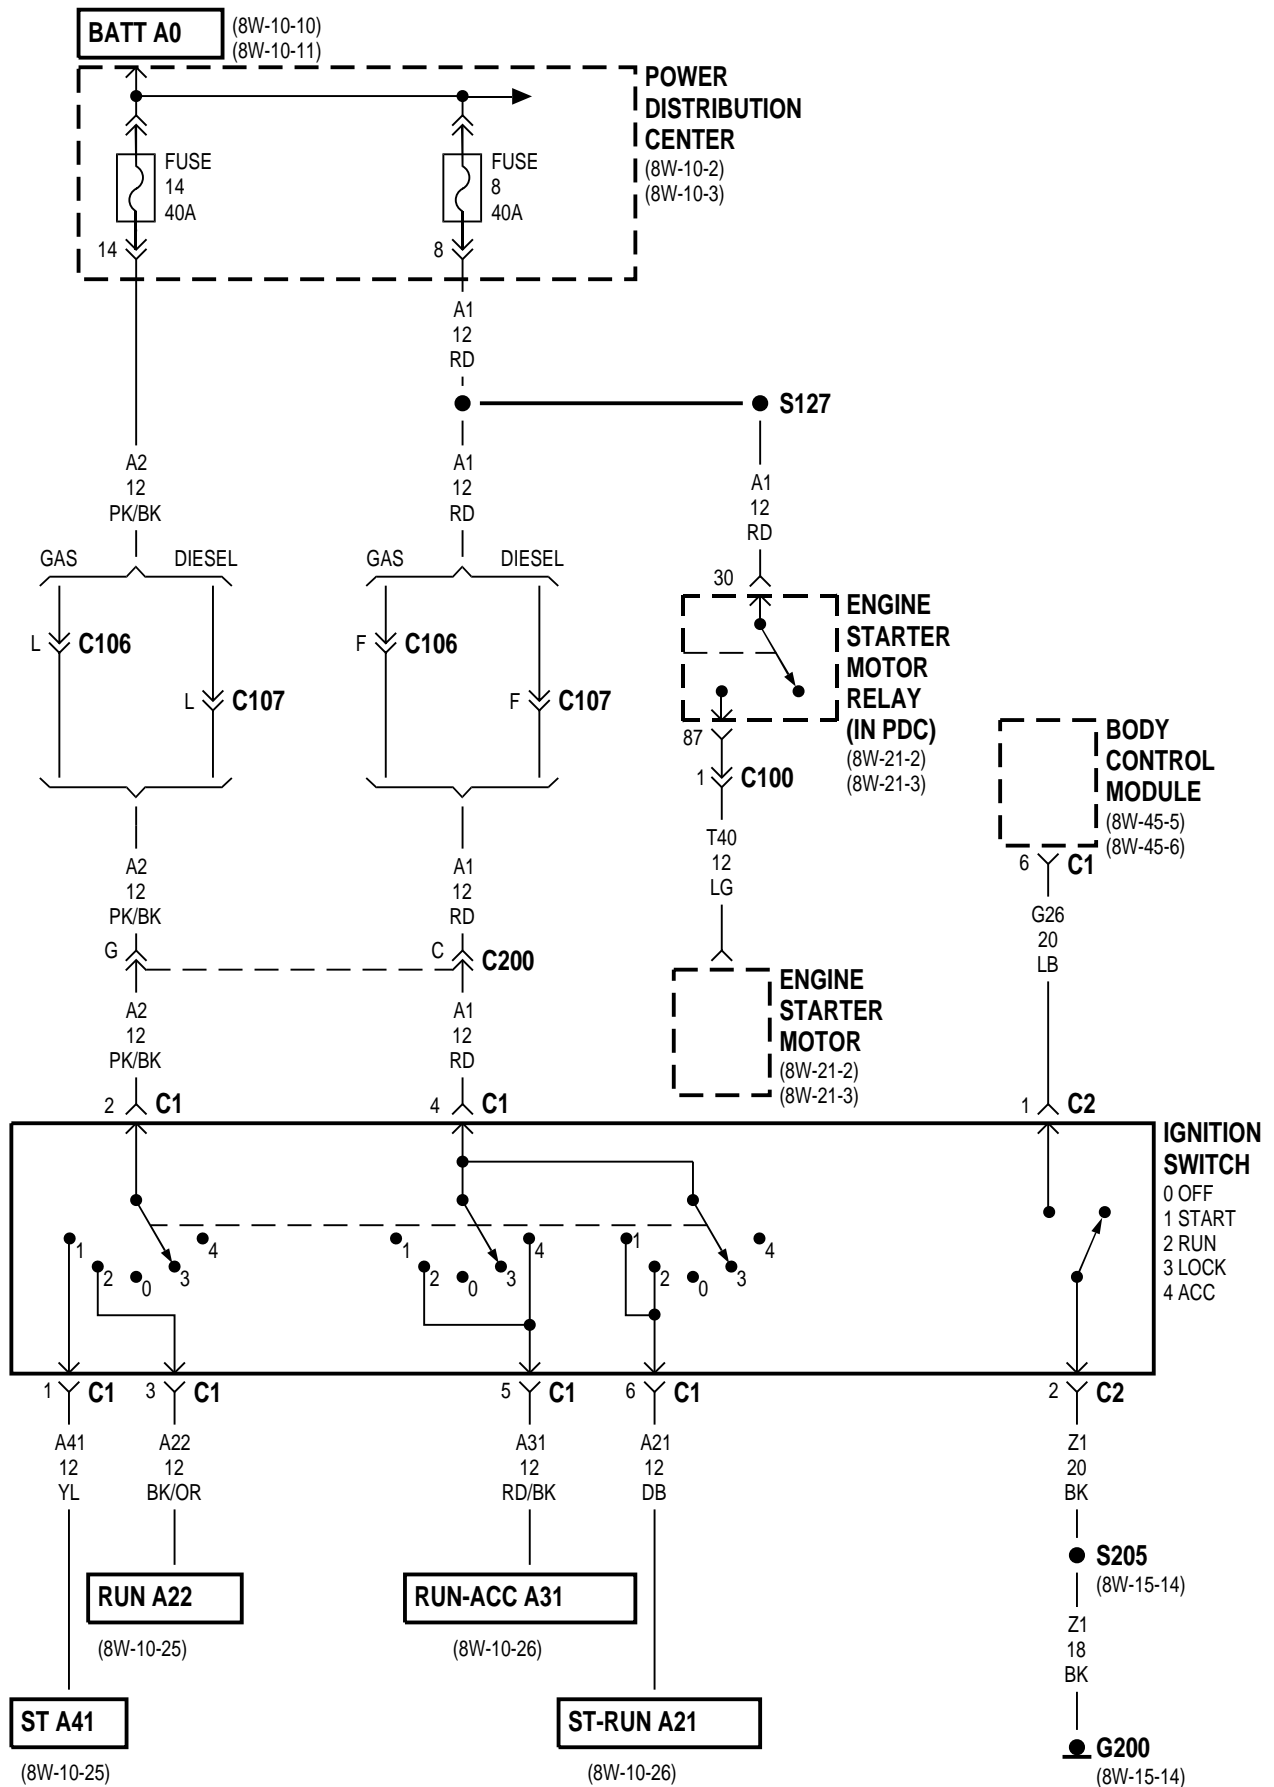 BATT A0
(8W-10-10)
(8W-10-11)
POWER
DISTRIBUTION
CENTER
(8W-10-2)
(8W-10-3)
FUSE
14
40A
FUSE
8
40A
14
8
A1
12
RD
S127
A2
12
PK/BK
A1
12
RD
A1
12
RD
GAS
DIESEL
GAS
DIESEL
30
ENGINE
STARTER
MOTOR
RELAY
(IN PDC)
(8W-21-2)
(8W-21-3)
L
C106
L
C107
F
C106
F
C107
87
1
C100
BODY
CONTROL
MODULE
(8W-45-5)
(8W-45-6)
6
C1
T40
12
LG
A2
12
PK/BK
A1
12
RD
G26
20
LB
G
C
C200
A2
12
PK/BK
A1
12
RD
ENGINE
STARTER
MOTOR
(8W-21-2)
(8W-21-3)
2
C1
4
C1
1
C2
IGNITION
SWITCH
0 OFF
1 START
2 RUN
3 LOCK
4 ACC
1
2
0
3
4
1
2
0
3
4
1
2
0
3
4
1
C1
3
C1
5
C1
6
C1
2
C2
A41
12
YL
A22
12
BK/OR
A31
12
RD/BK
A21
12
DB
Z1
20
BK
S205
(8W-15-14)
RUN A22
(8W-10-25)
RUN-ACC A31
(8W-10-26)
Z1
18
BK
ST A41
(8W-10-25)
ST-RUN A21
(8W-10-26)
G200
(8W-15-14)